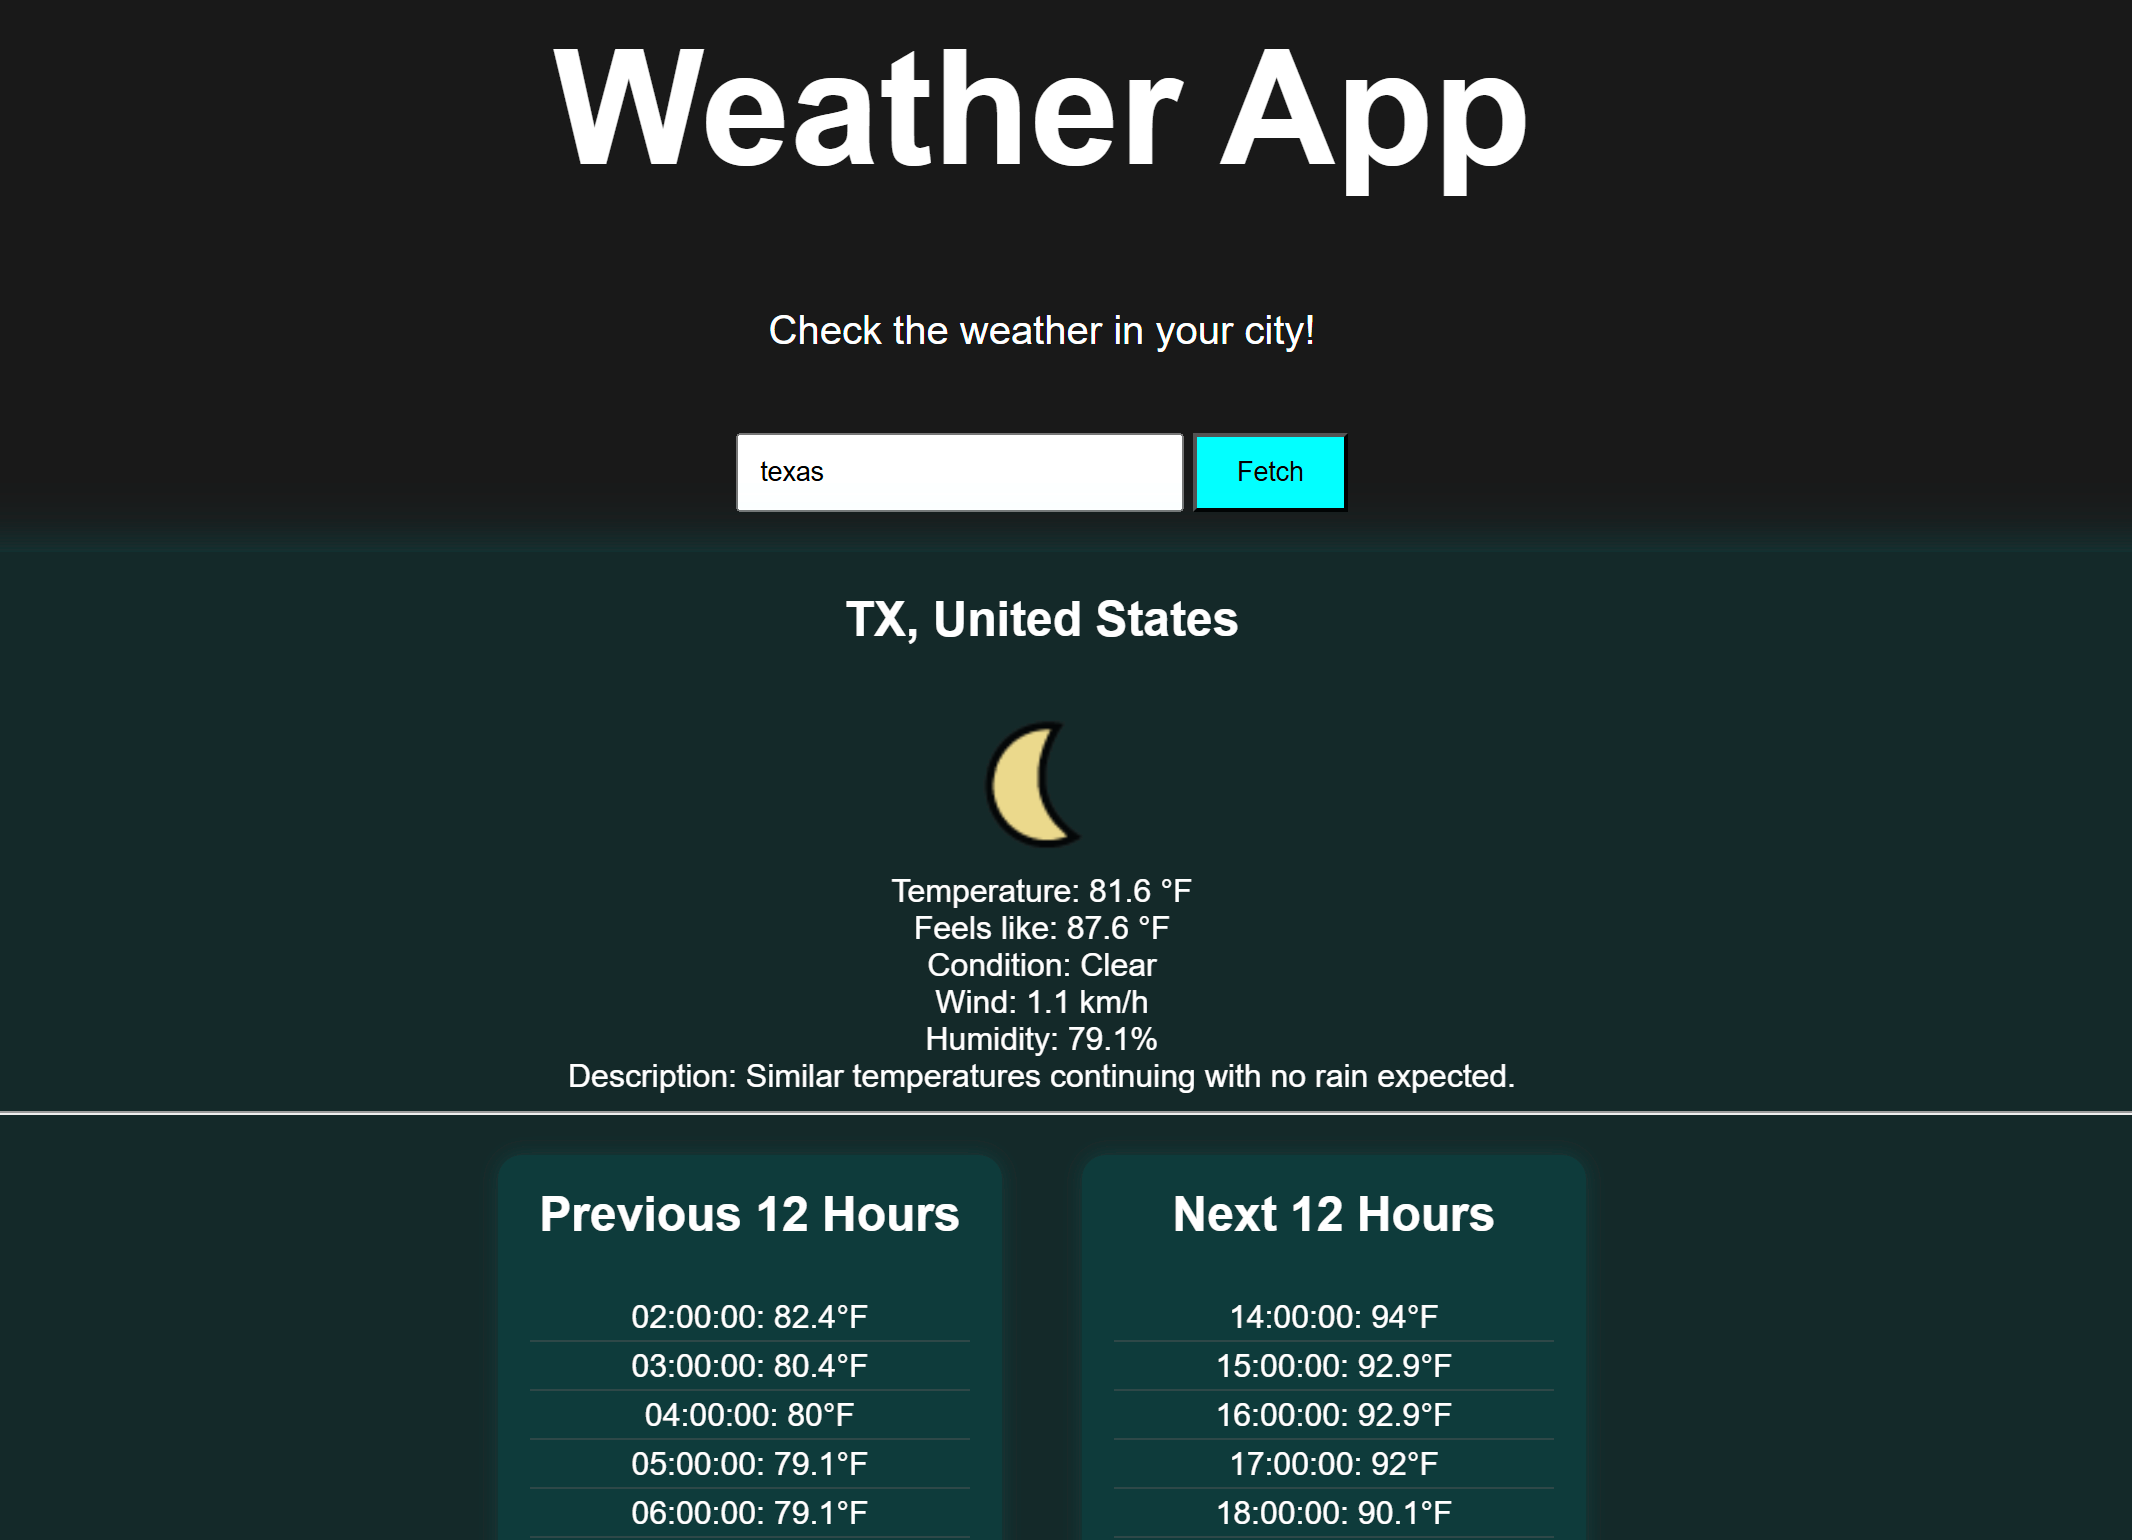 Weather App
Check the weather in your city!
texas
Fetch
TX, United States
Temperature: 81.6 °F
Feels like: 87.6 °F
Condition: Clear
Wind: 1.1 km/h
Humidity: 79.1%
Description: Similar temperatures continuing with no rain expected.
Previous 12 Hours
02:00:00: 82.4°F
03:00:00: 80.4°F
04:00:00: 80°F
05:00:00: 79.1°F
06:00:00: 79.1°F
Next 12 Hours
14:00:00: 94°F
15:00:00: 92.9°F
16:00:00: 92.9°F
17:00:00: 92°F
18:00:00: 90.1°F